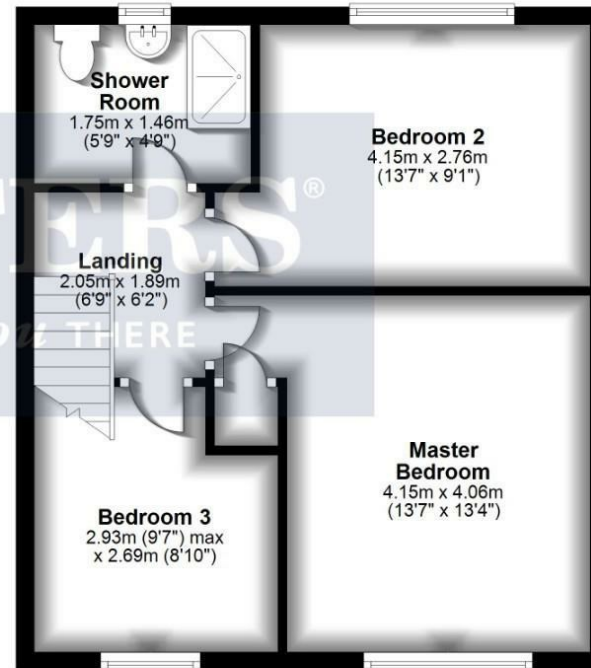 Shower
Room
1.75m x 1.46m
(5'9" x 4'9")
Bedroom 2
4.15m x 2.76m
(13'7" x 9'1")
TERS®
Landing
2.05m x 1.89m
(6'9" x 6'2")
THERE
Master
Bedroom
4.15m x 4.06m
(13'7" x 13'4")
Bedroom 3
2.93m (9'7") max
x 2.69m (8'10")